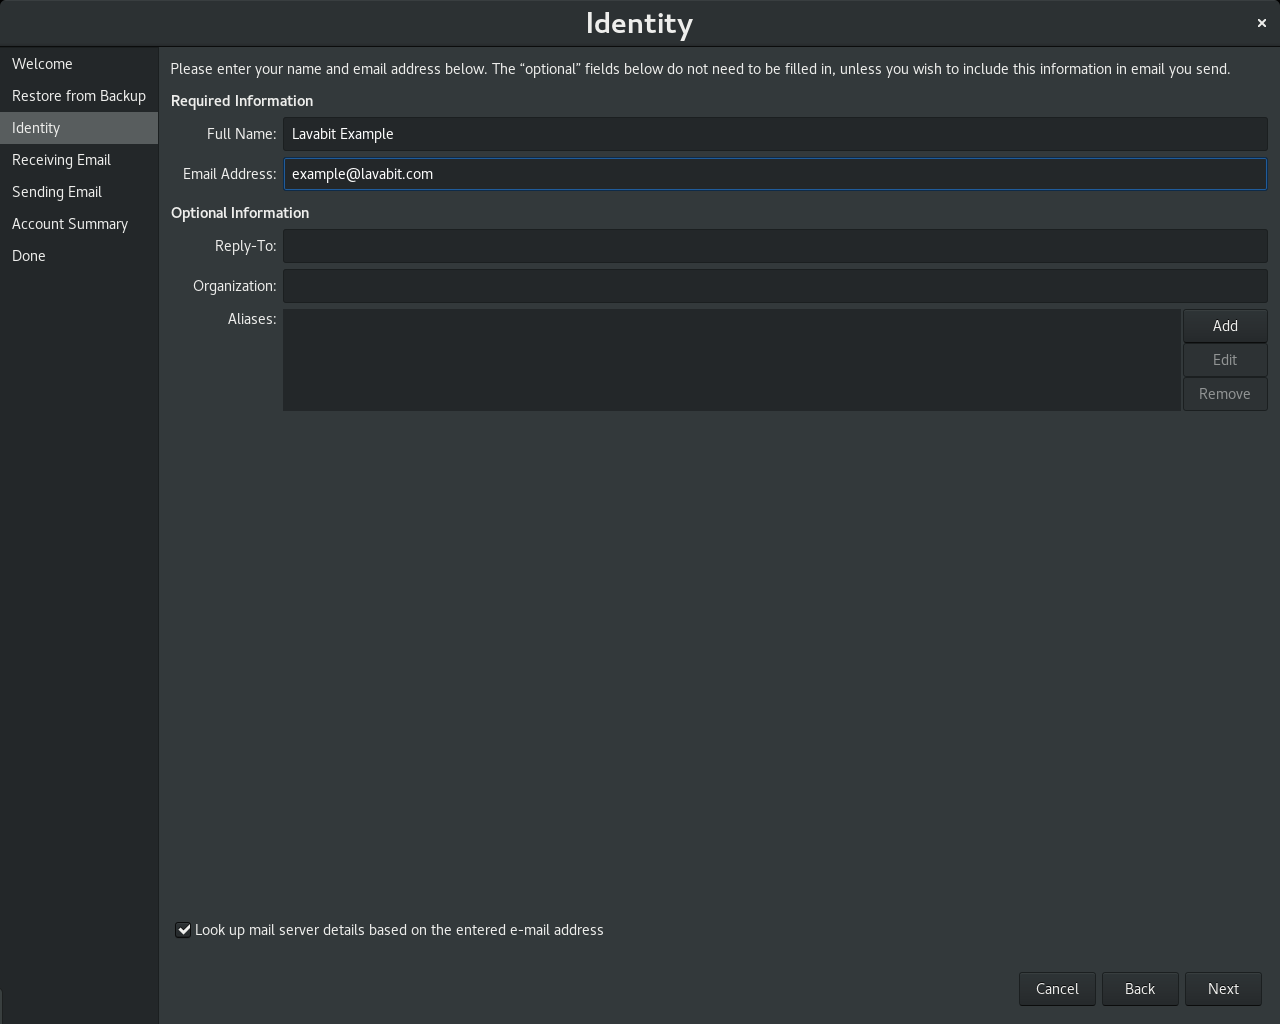 Identity
Welcome
Restore from Backup
Identity
Receiving Email
Sending Email
Account Summary
Done
Please enter your name and email address below. The “optional” fields below do not need to be filled in, unless you wish to include this information in email you send.
Required Information
Full Name: Lavabit Example
Email Address: example@lavabit.com
Optional Information
Reply-To:
Organization:
Aliases:
Add
Edit
Remove
Look up mail server details based on the entered e-mail address
Cancel Back Next